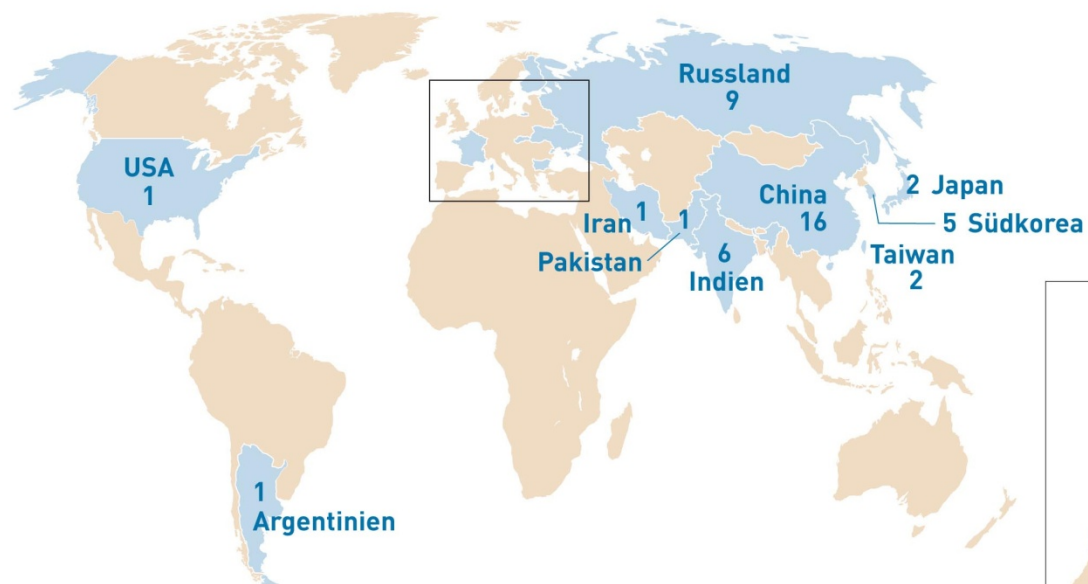 Russland
9
USA
1
China
16
2 Japan
5 Südkorea
Iran 1
1
Pakistan
6
Indien
Taiwan
2
1
Argentinien